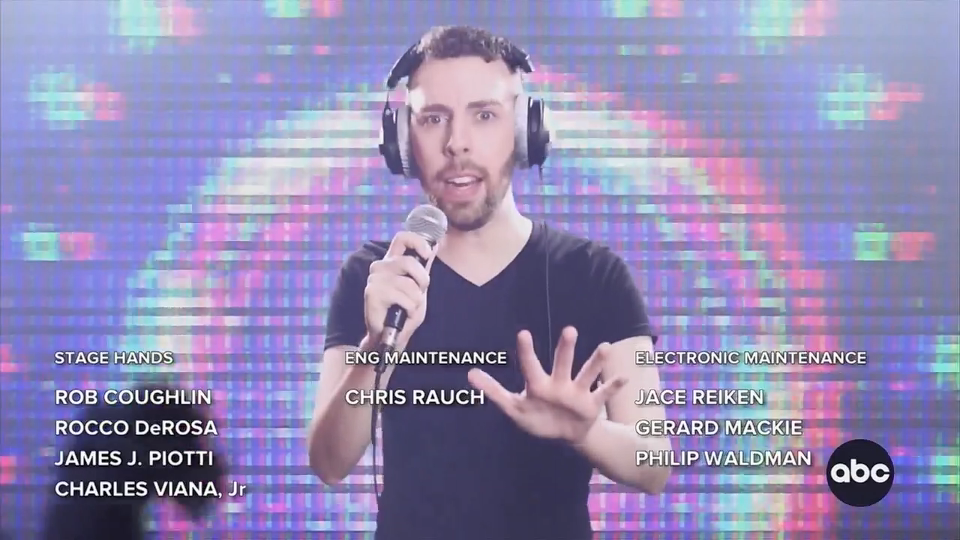 STAGE HANDS
ROB COUGHLIN
ROCCO DeROSA
JAMES J. PIOTTI
CHARLES VIANA, Jr
ENG MAINTENANCE
CHRIS RAUCH
ELECTRONIC MAINTENANCE
JACE REIKEN
GERARD MACKIE
PHILIP WALDMAN
abc